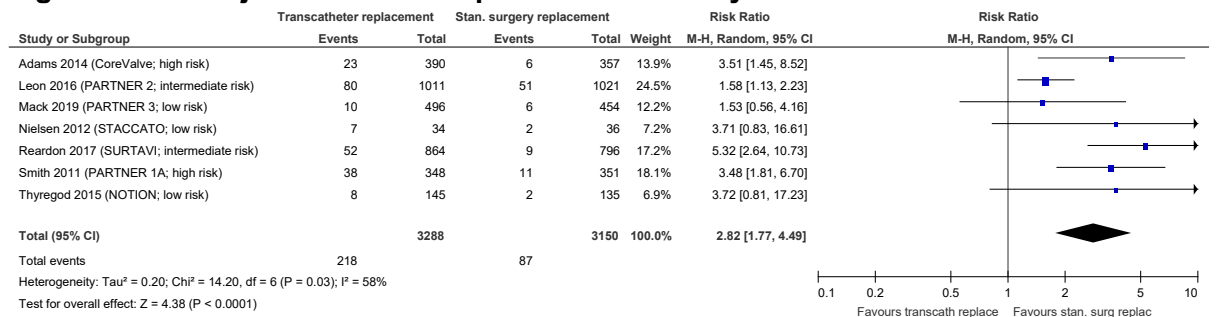 Transcatheter replacement Stan. surgery replacement Risk Ratio Risk Ratio
Study or Subgroup Events Total Events Total Weight M-H, Random, 95% CI M-H, Random, 95% CI
Adams 2014 (CoreValve; high risk) 23 390 6 357 13.9% 3.51 [1.45, 8.52]
Leon 2016 (PARTNER 2; intermediate risk) 80 1011 51 1021 24.5% 1.58 [1.13, 2.23]
Mack 2019 (PARTNER 3; low risk) 10 496 6 454 12.2% 1.53 [0.56, 4.16]
Nielsen 2012 (STACCATO; low risk) 7 34 2 36 7.2% 3.71 [0.83, 16.61]
Reardon 2017 (SURTAVI; intermediate risk) 52 864 9 796 17.2% 5.32 [2.64, 10.73]
Smith 2011 (PARTNER 1A; high risk) 38 348 11 351 18.1% 3.48 [1.81, 6.70]
Thyregod 2015 (NOTION; low risk) 8 145 2 135 6.9% 3.72 [0.81, 17.23]
Total (95% CI) 3288 3150 100.0% 2.82 [1.77, 4.49]
Total events 218 87
Heterogeneity: Tau² = 0.20; Chi² = 14.20, df = 6 (P = 0.03); I² = 58%
Test for overall effect: Z = 4.38 (P < 0.0001)
0.1 0.2 0.5 1 2 5 10
Favours transcath replace Favours stan. surg replac